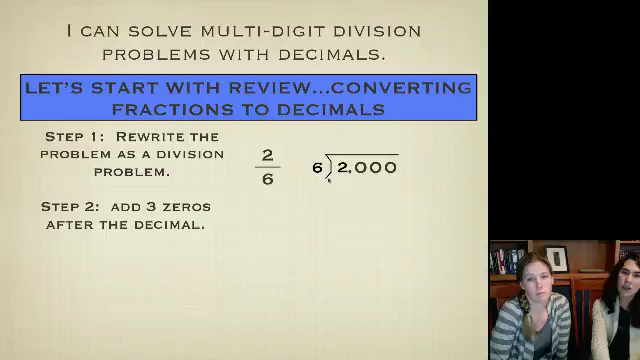 I can solve multi-digit division
problems with decimals.
Let's start with review...converting
fractions to decimals
Step 1: Rewrite the
problem as a division
problem.
2
6
6 2.000
Step 2: add 3 zeros
after the decimal.